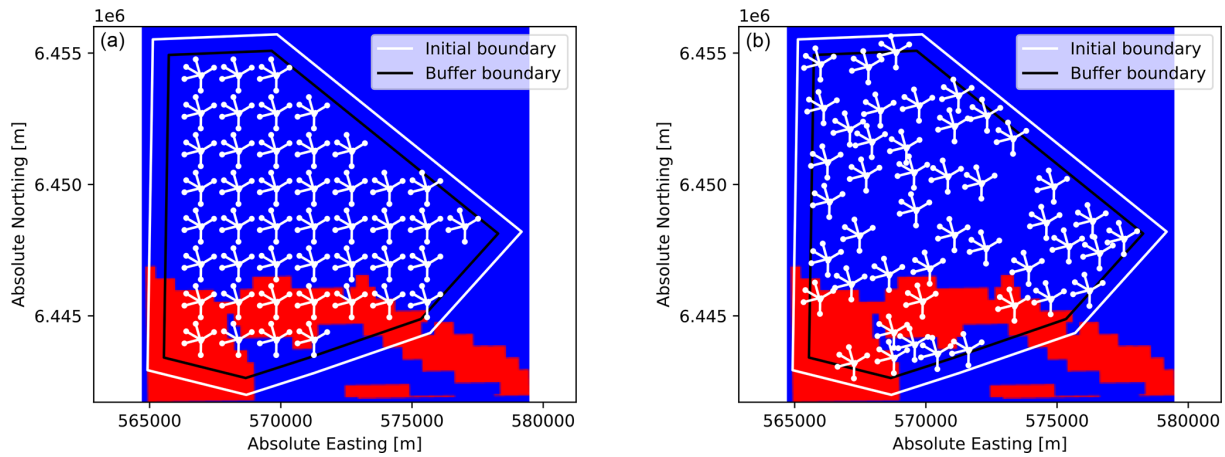 1e6
(a)
Initial boundary
Buffer boundary
6.455
6.450
6.445
Absolute Northing [m]
565000 570000 575000 580000
Absolute Easting [m]
1e6
(b)
Initial boundary
Buffer boundary
6.455
6.450
6.445
Absolute Northing [m]
565000 570000 575000 580000
Absolute Easting [m]